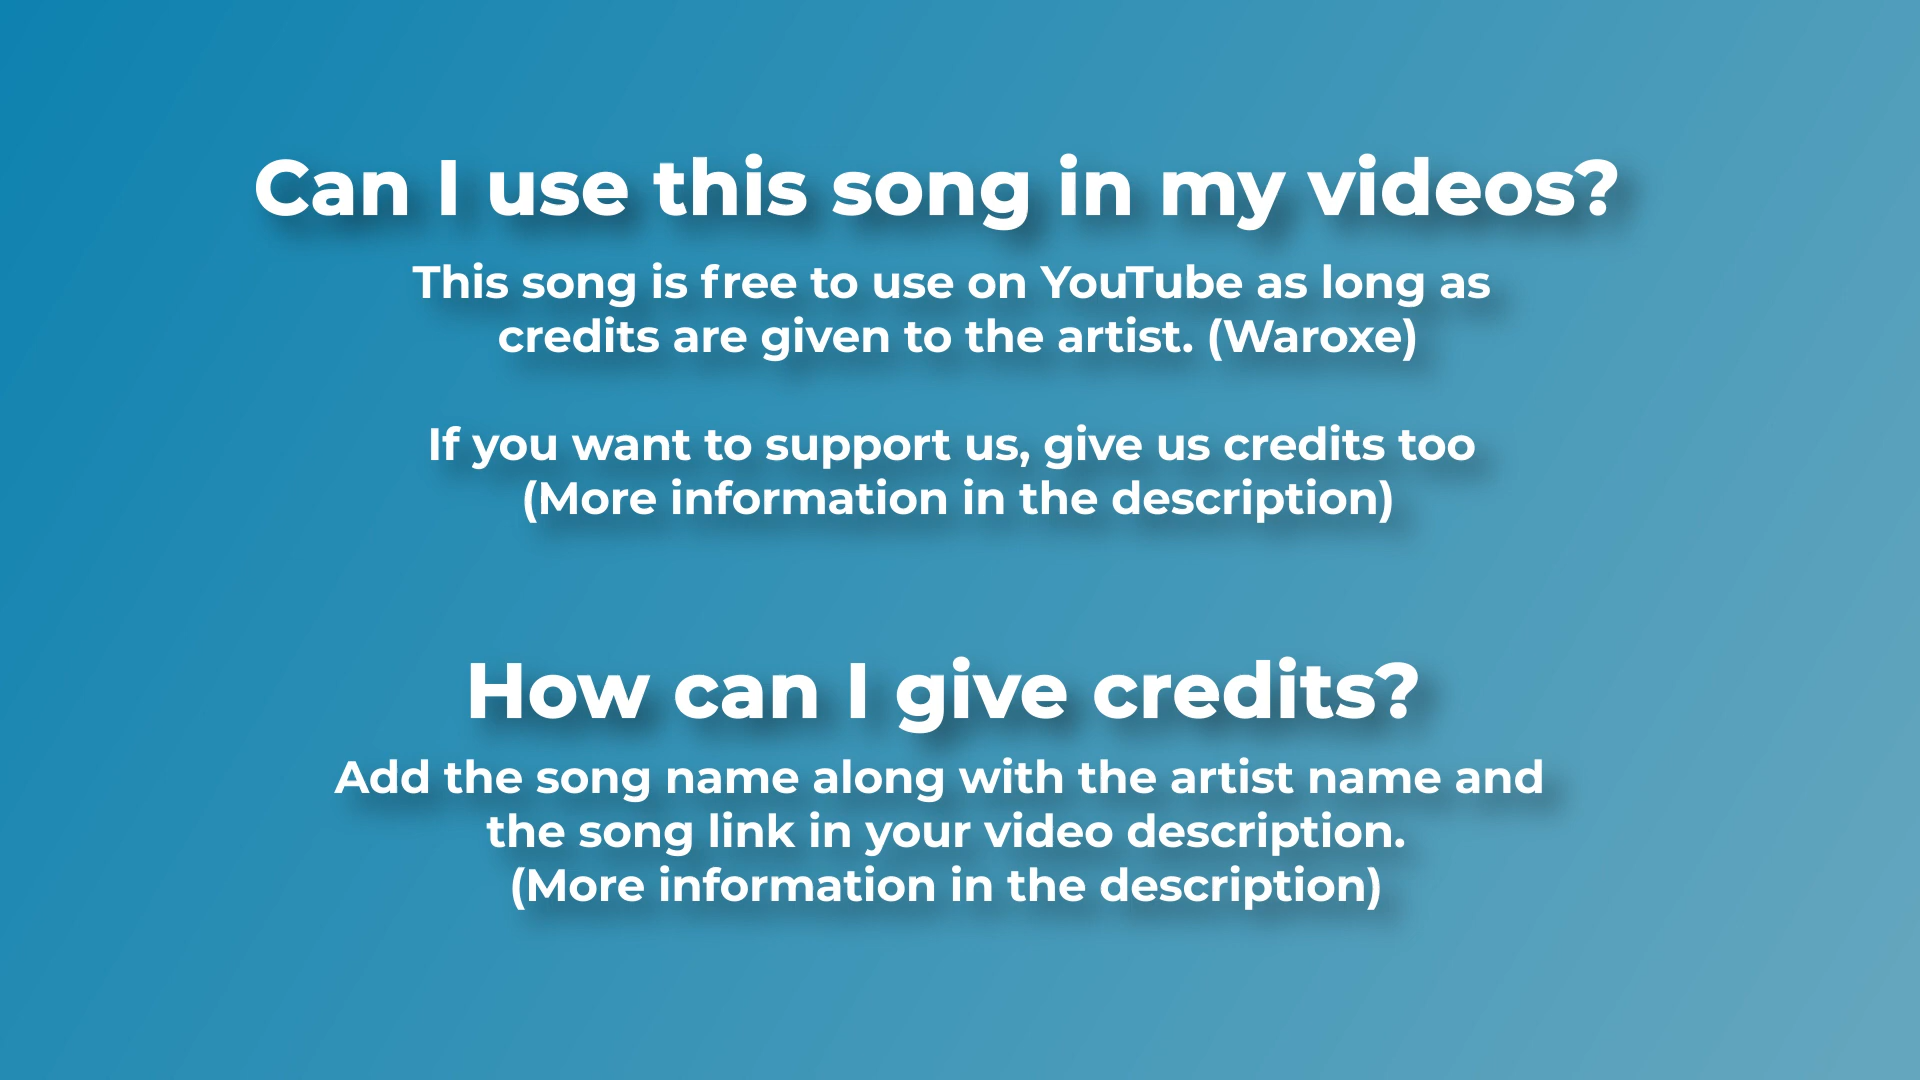 Can I use this song in my videos?
This song is free to use on YouTube as long as
credits are given to the artist. (Waroxe)
If you want to support us, give us credits too
(More information in the description)
How can I give credits?
Add the song name along with the artist name and
the song link in your video description.
(More information in the description)